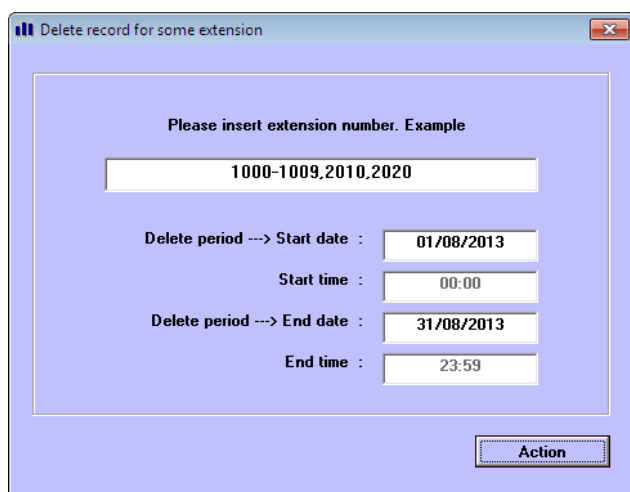 Delete record for some extension
Please insert extension number. Example
1000-1009,2010,2020
Delete period ---> Start date : 01/08/2013
Start time : 00:00
Delete period ---> End date : 31/08/2013
End time : 23:59
Action